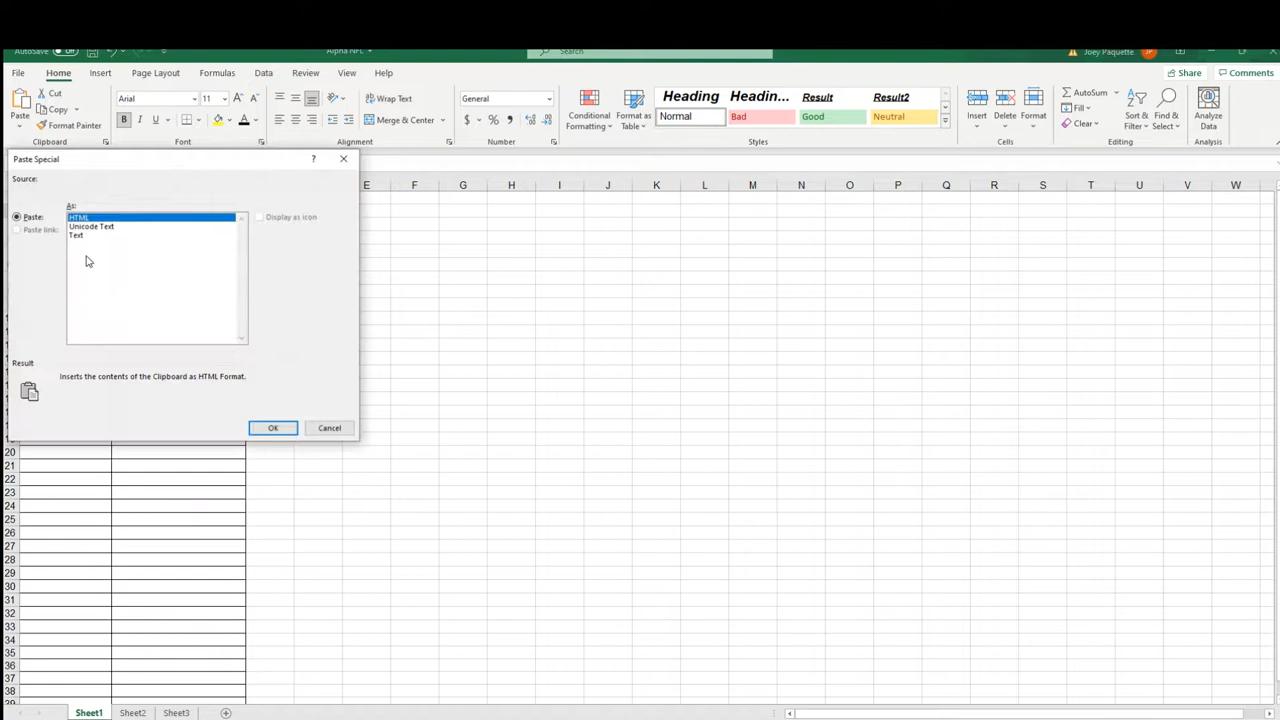 AutoSave Off Alpha NFL Search Joey Paquette JP
File Home Insert Page Layout Formulas Data Review View Help Share Comments
Cut Arial 11 Wrap Text General Heading Headin... Result Result2 AutoSum
Copy Fill
Paste Format Painter B I U Merge & Center $ % Conditional Formatting Format as Table Normal Bad Good Neutral Insert Delete Format Clear Sort & Filter Find & Select Analyze Data
Clipboard Font Alignment Number Styles Cells Editing Analysis
Paste Special ?
Source:
E F G H I J K L M N O P Q R S T U V W
As:
Paste: HTML Display as icon
Paste link: Unicode Text
Text
Result
Inserts the contents of the Clipboard as HTML Format.
OK Cancel
20
21
22
23
24
25
26
27
28
29
30
31
32
33
34
35
36
37
38
39
Sheet1 Sheet2 Sheet3